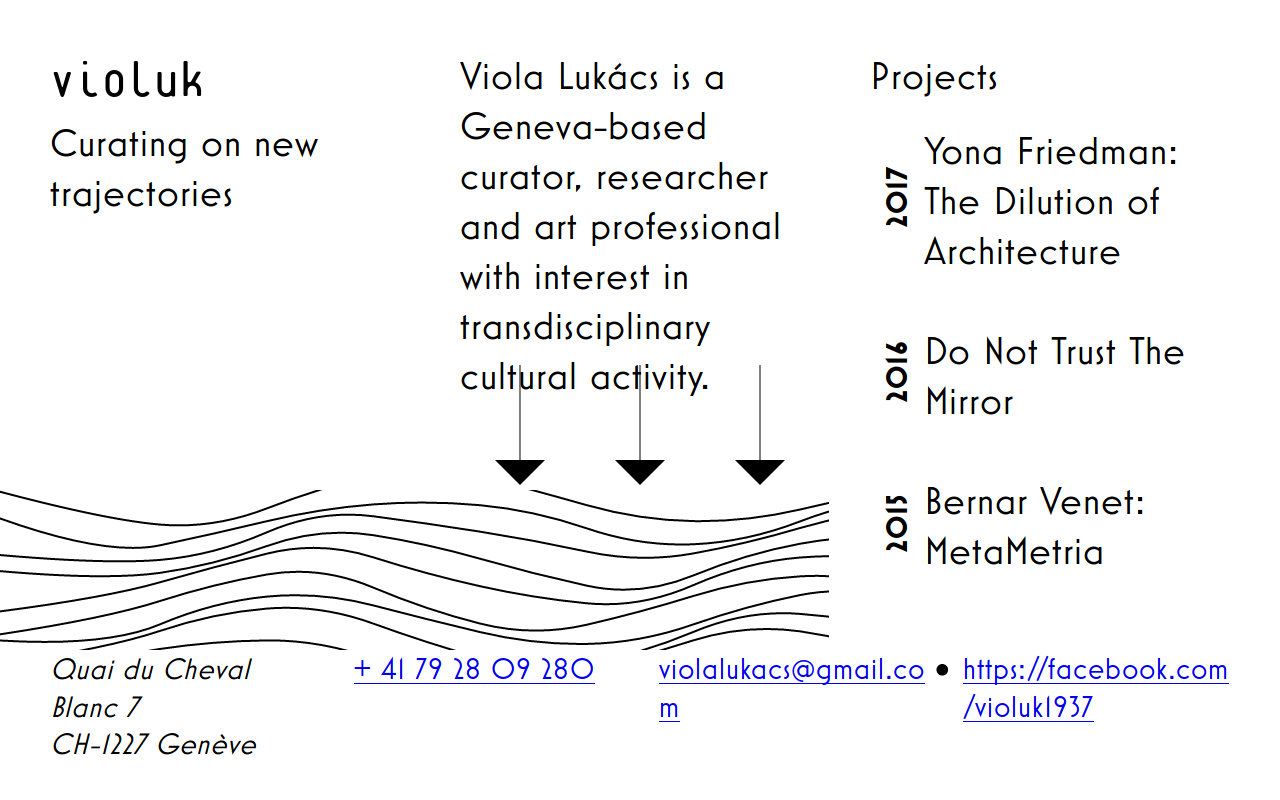 violuk
Curating on new
trajectories
Viola Lukács is a
Geneva-based
curator, researcher
and art professional
with interest in
transdisciplinary
cultural activity.
Projects
2017
Yona Friedman:
The Dilution of
Architecture
2016
Do Not Trust The
Mirror
2015
Bernar Venet:
MetaMetria
Quai du Cheval
Blanc 7
CH-1227 Genève
+ 41 79 28 09 280
violalukacs@gmail.co
m
• https://facebook.com
/violuk1937